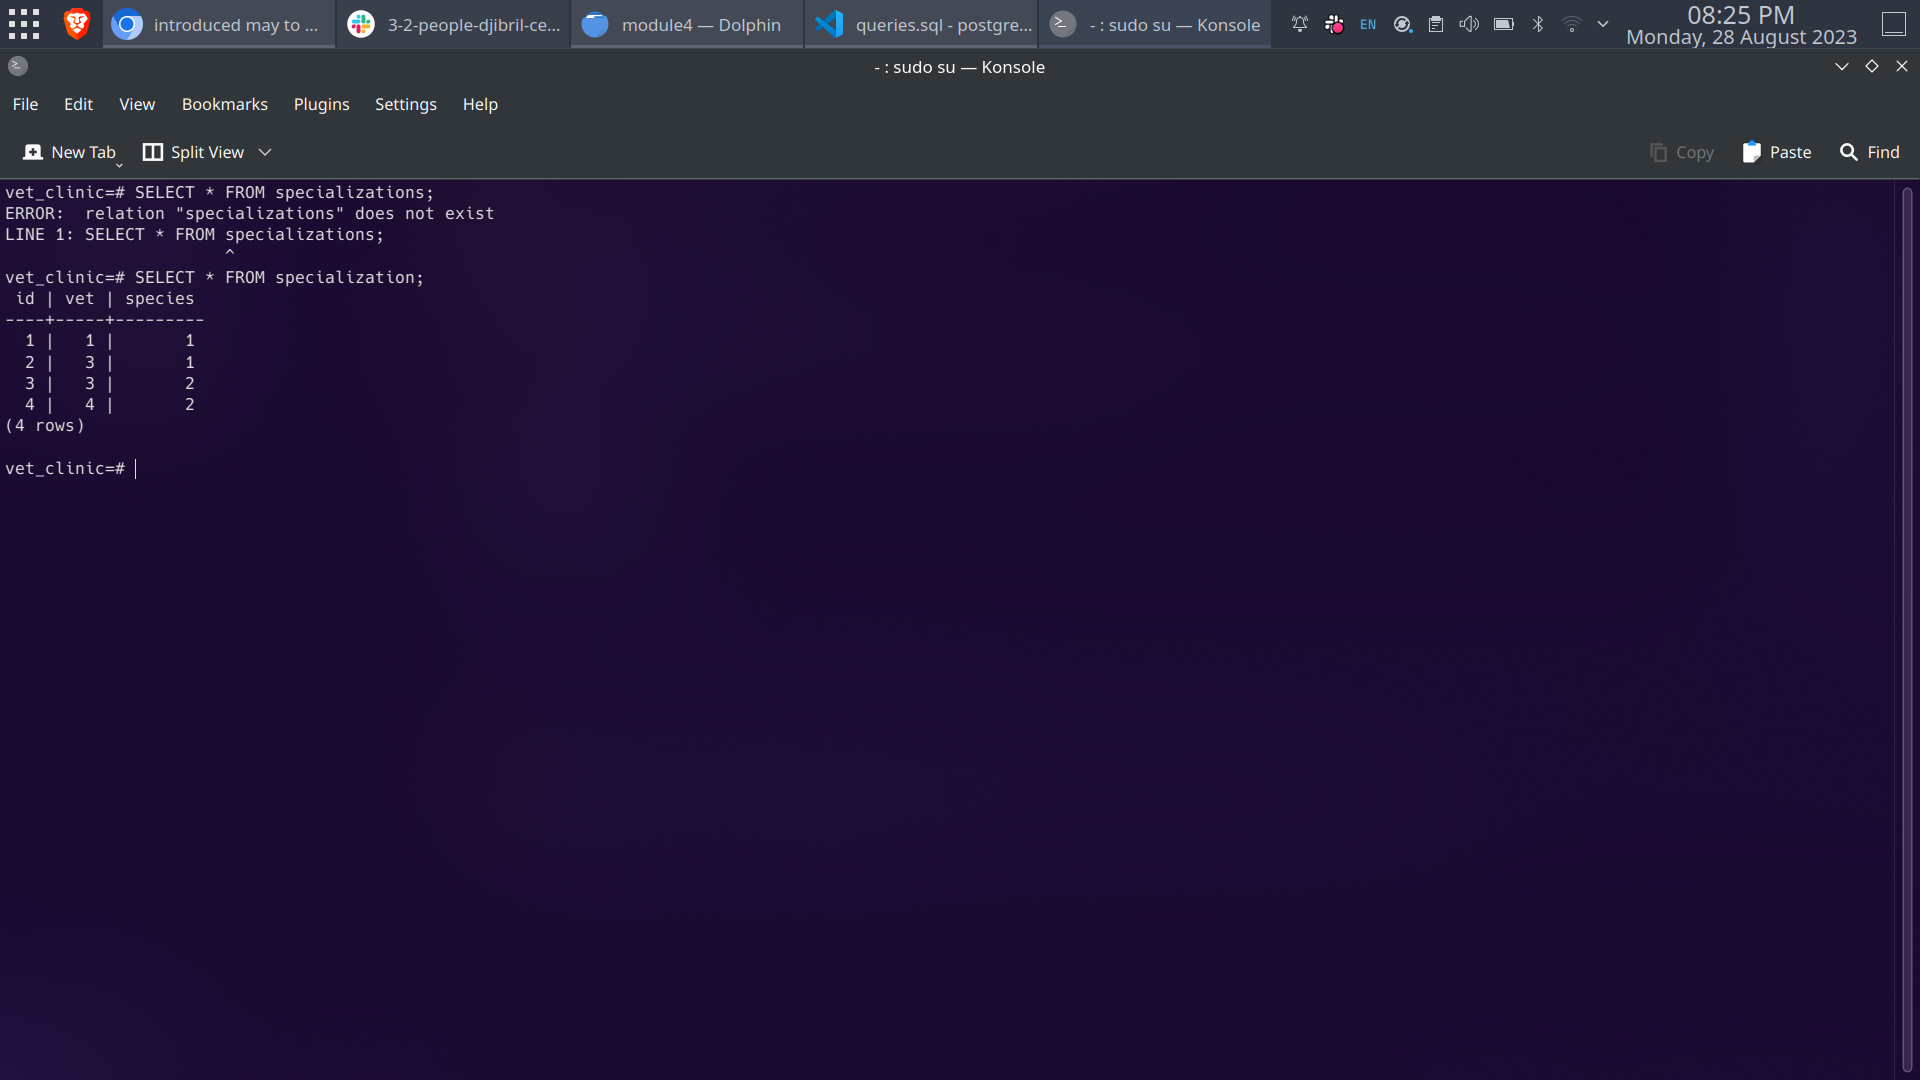 introduced may to ...
3-2-people-djibril-ce...
module4 — Dolphin
queries.sql - postgre...
- : sudo su — Konsole
EN
08:25 PM
Monday, 28 August 2023
- : sudo su — Konsole
File Edit View Bookmarks Plugins Settings Help
New Tab Split View Copy Paste Find
vet_clinic=# SELECT * FROM specializations;
ERROR:  relation "specializations" does not exist
LINE 1: SELECT * FROM specializations;
                      ^
vet_clinic=# SELECT * FROM specialization;
 id | vet | species
----+-----+---------
  1 |   1 |       1
  2 |   3 |       1
  3 |   3 |       2
  4 |   4 |       2
(4 rows)
vet_clinic=#